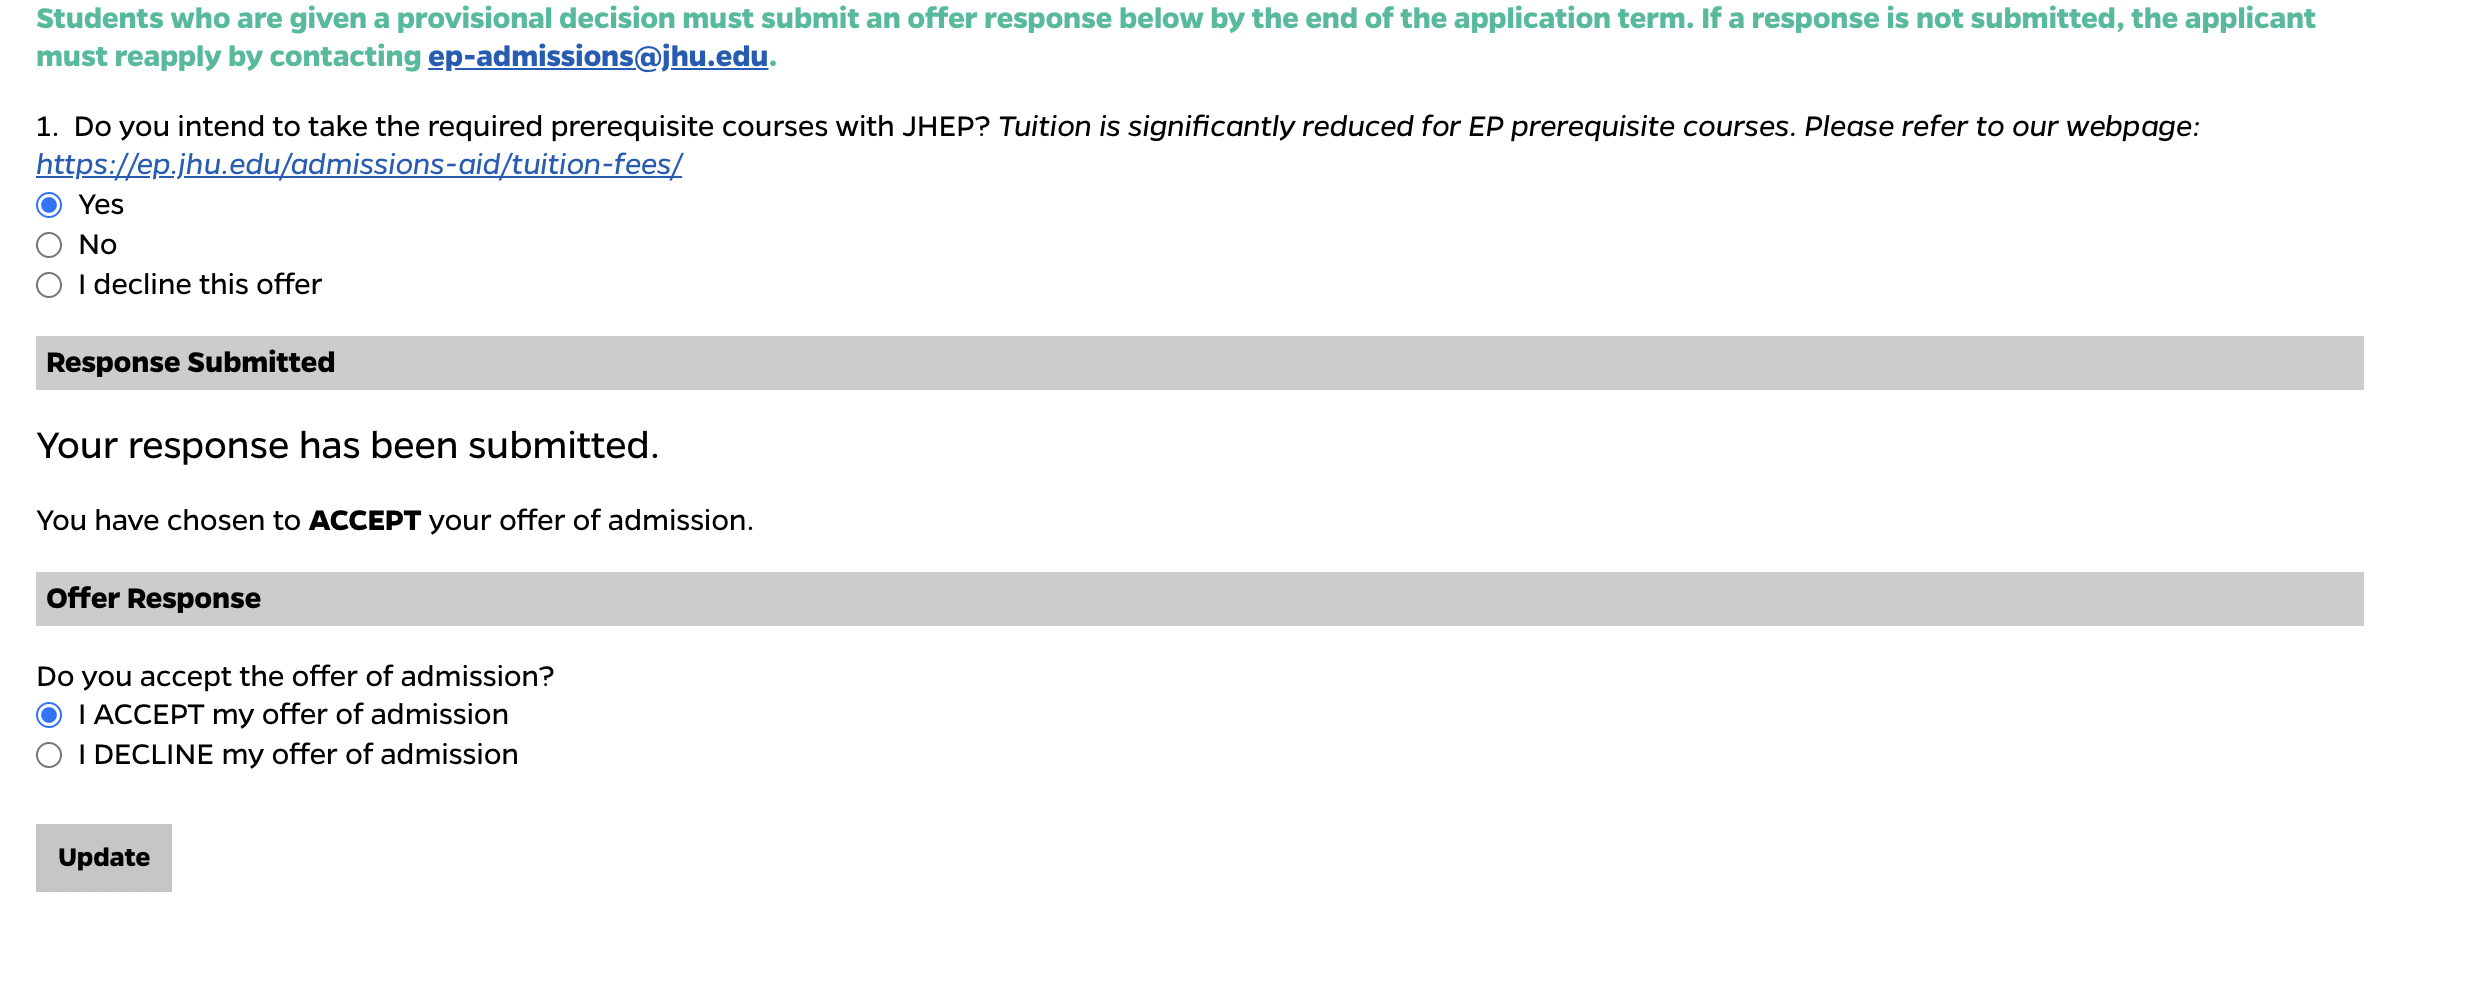 Students who are given a provisional decision must submit an offer response below by the end of the application term. If a response is not submitted, the applicant
must reapply by contacting ep-admissions@jhu.edu.
1. Do you intend to take the required prerequisite courses with JHEP? Tuition is significantly reduced for EP prerequisite courses. Please refer to our webpage:
https://ep.jhu.edu/admissions-aid/tuition-fees/
Yes
No
I decline this offer
Response Submitted
Your response has been submitted.
You have chosen to ACCEPT your offer of admission.
Offer Response
Do you accept the offer of admission?
I ACCEPT my offer of admission
I DECLINE my offer of admission
Update